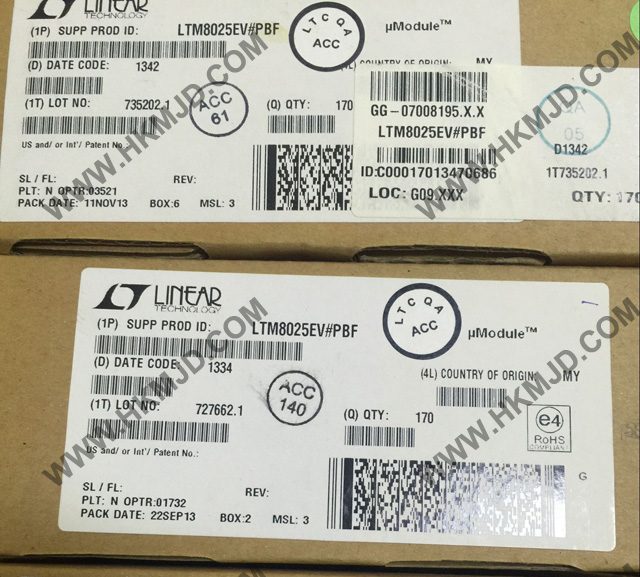 LINEAR
TECHNOLOGY
(1P) SUPP PROD ID: LTM8025EV#PBF
LTC QA
ACC
µModule™
(D) DATE CODE: 1342
(4L) COUNTRY OF ORIGIN: MY
(1T) LOT NO: 735202.1
ACC
61
(Q) QTY: 170
US and/ or Int'/ Patent No.
SL / FL:
REV:
PLT: N OPTR:03521
PACK DATE: 11NOV13 BOX:6 MSL: 3
GG-07008195.X.X
LTM8025EV#PBF
ID:C00017013470686
LOC: G09.XXX
QA
05
D1342
1T735202.1
QTY: 170
LINEAR
TECHNOLOGY
(1P) SUPP PROD ID: LTM8025EV#PBF
LTC QA
ACC
µModule™
(D) DATE CODE: 1334
(4L) COUNTRY OF ORIGIN: MY
(1T) LOT NO: 727662.1
ACC
140
(Q) QTY: 170
e4
RoHS
COMPLIANT
US and/ or Int'/ Patent No.:
G
SL / FL:
REV:
PLT: N OPTR:01732
PACK DATE: 22SEP13 BOX:2 MSL: 3
WWW.HKMJD.COM
WWW.HKMJD.COM
WWW.HKMJD.COM
WWW.HKMJD.COM